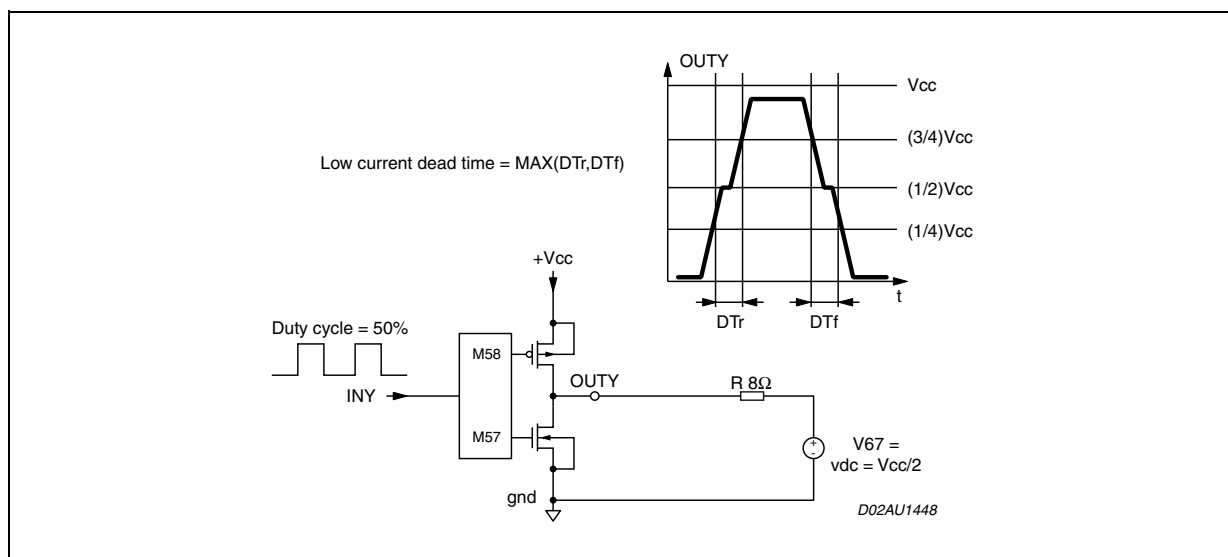 OUTY
Vcc
(3/4)Vcc
Low current dead time = MAX(DTr,DTf)
(1/2)Vcc
(1/4)Vcc
+Vcc
t
DTr
DTf
Duty cycle = 50%
M58
OUTY
R 8Ω
INY
M57
V67 =
vdc = Vcc/2
+
-
gnd
D02AU1448